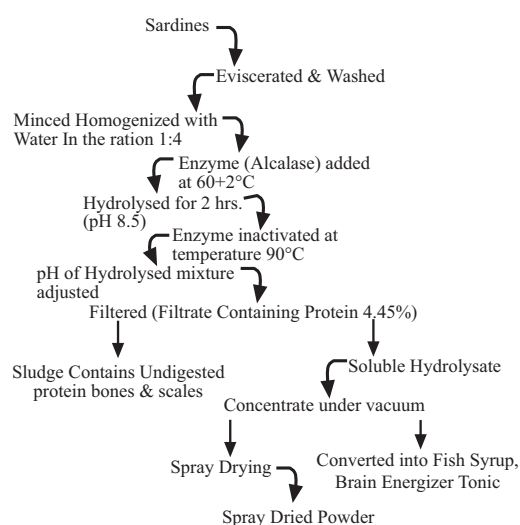 Sardines
Eviscerated & Washed
Minced Homogenized with
Water In the ration 1:4
Enzyme (Alcalase) added
at 60+2°C
Hydrolysed for 2 hrs.
(pH 8.5)
Enzyme inactivated at
temperature 90°C
pH of Hydrolysed mixture
adjusted
Filtered (Filtrate Containing Protein 4.45%)
Sludge Contains Undigested
protein bones & scales
Soluble Hydrolysate
Concentrate under vacuum
Spray Drying
Converted into Fish Syrup,
Brain Energizer Tonic
Spray Dried Powder